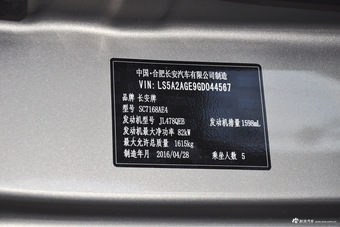 中国·合肥长安汽车有限公司制造
VIN: LS5A2AGE9GD044567
品牌 长安牌
型号 SC7168AE4
发动机型号 JL478QEB 发动机排量 1598mL
发动机最大净功率 82kW
最大允许总质量 1615kg
制造年月 2016/04/28 乘坐人数 5